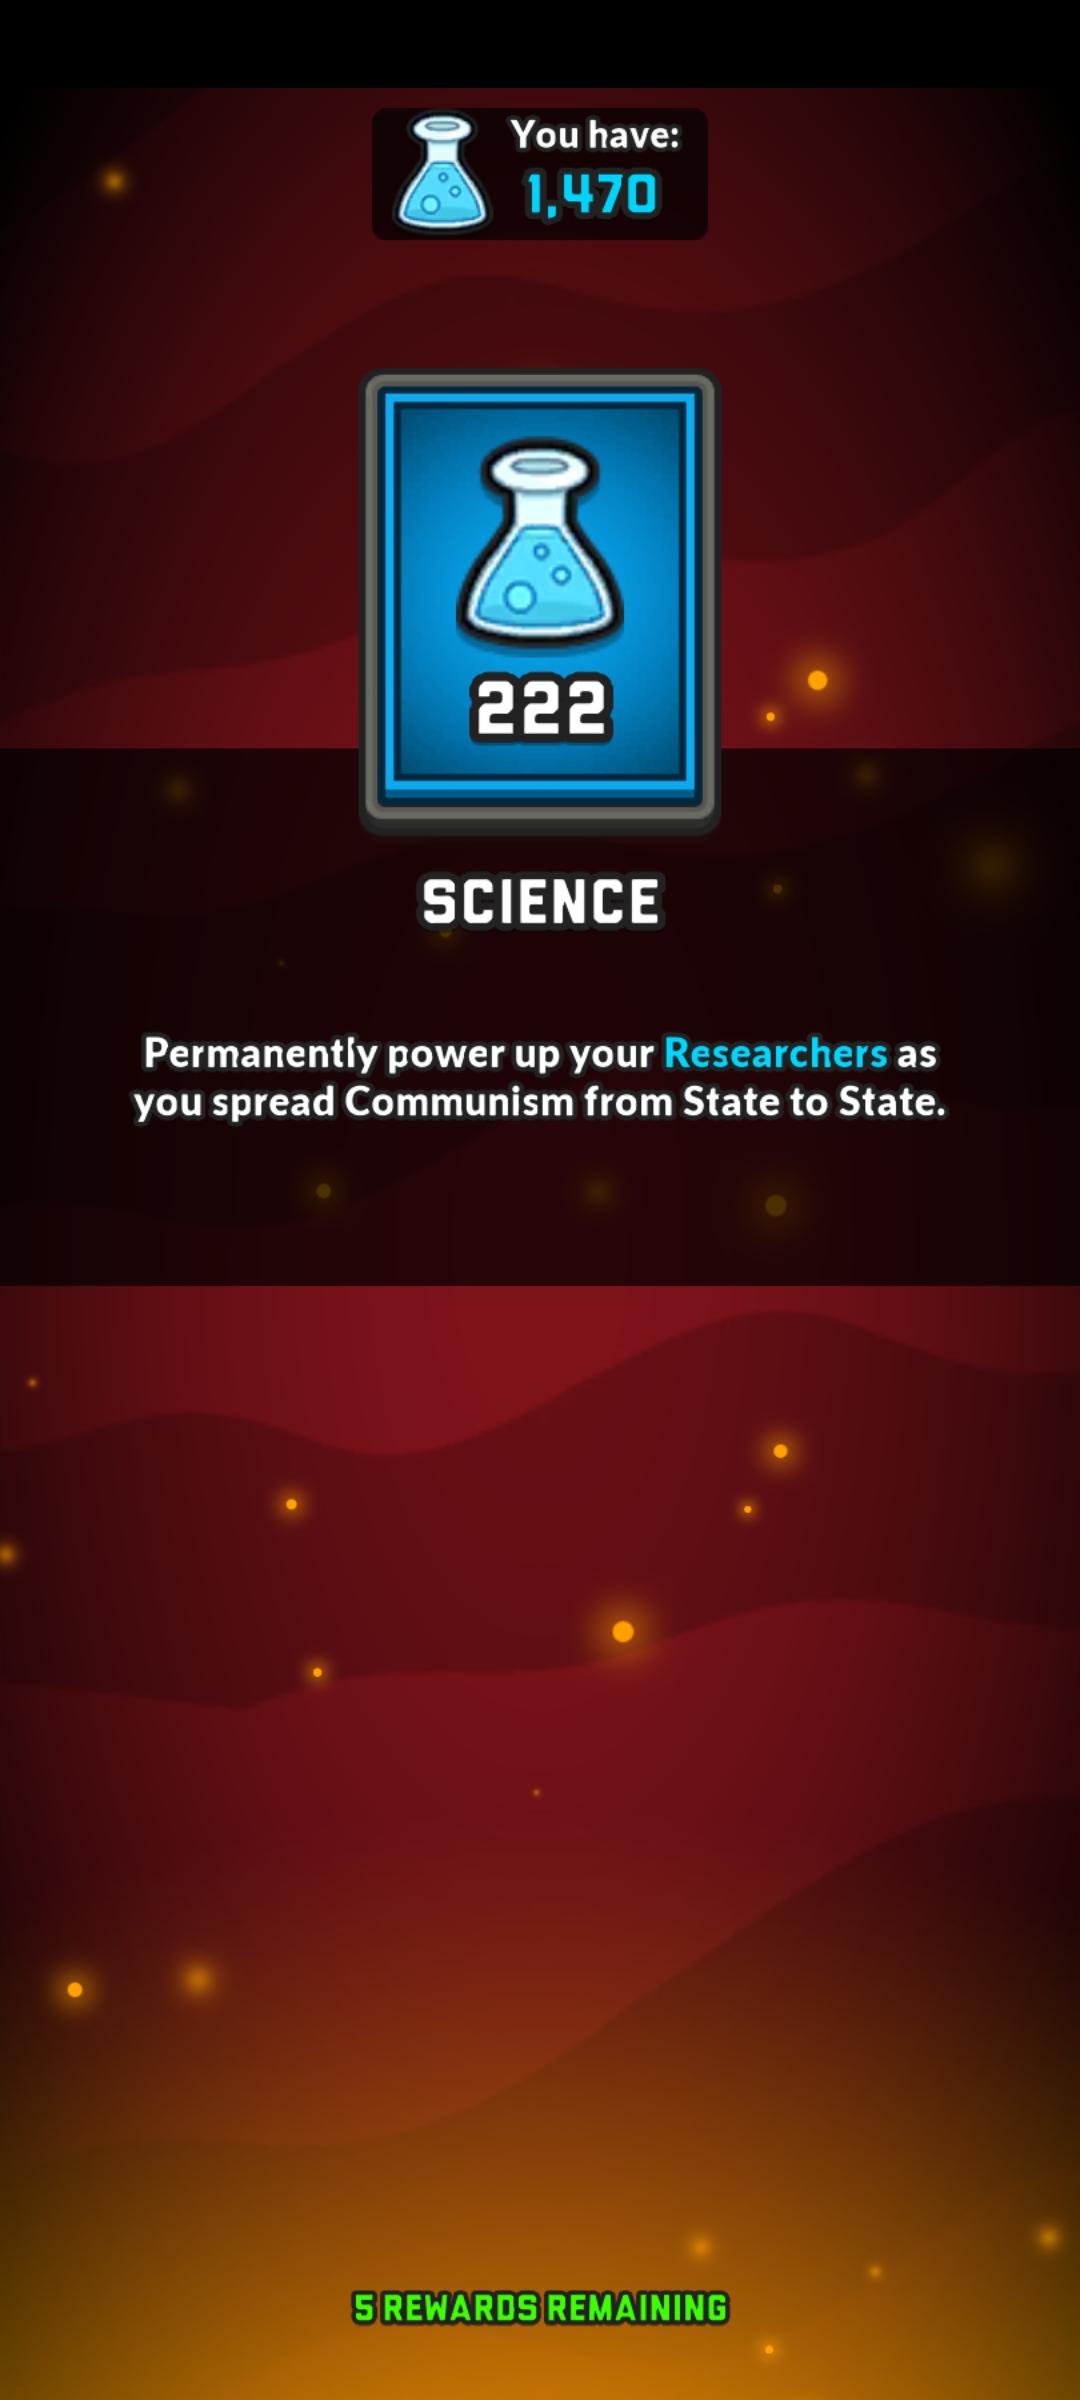 You have:
1,470
222
SCIENCE
Permanently power up your Researchers as
you spread Communism from State to State.
5 REWARDS REMAINING